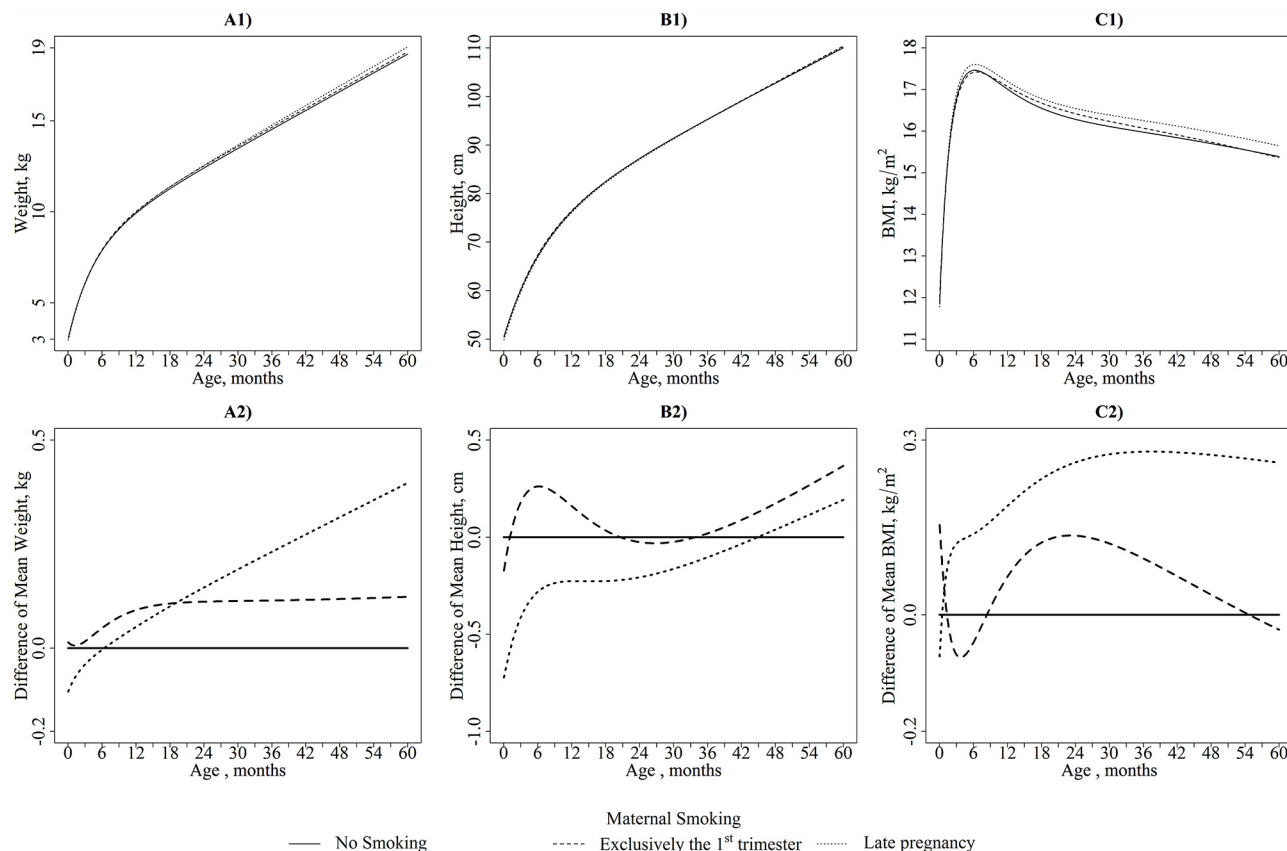 A1) B1) C1)
Weight, kg
19
15
10
5
3
0 6 12 18 24 30 36 42 48 54 60
Age, months
Height, cm
110
100
90
80
70
60
50
0 6 12 18 24 30 36 42 48 54 60
Age, months
BMI, kg/m²
18
17
16
15
14
13
12
11
0 6 12 18 24 30 36 42 48 54 60
Age, months
A2) B2) C2)
Difference of Mean Weight, kg
0.5
0.0
-0.2
0 6 12 18 24 30 36 42 48 54 60
Age , months
Difference of Mean Height, cm
0.5
0.0
-0.5
-1.0
0 6 12 18 24 30 36 42 48 54 60
Age , months
Difference of Mean BMI, kg/m²
0.3
0.0
-0.2
0 6 12 18 24 30 36 42 48 54 60
Age , months
Maternal Smoking
No Smoking Exclusively the 1st trimester Late pregnancy